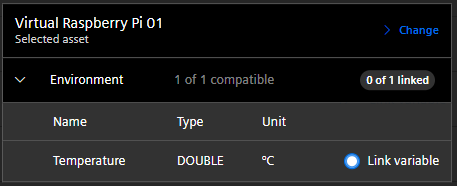 Virtual Raspberry Pi 01
Selected asset
Change
Environment 1 of 1 compatible 0 of 1 linked
Name Type Unit
Temperature DOUBLE °C Link variable